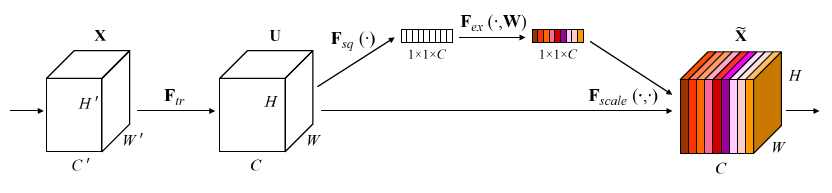 X
U
F_sq (·)
F_ex (·,W)
X̃
1×1×C
1×1×C
F_tr
H′
W′
C′
H
W
C
F_scale (·,·)
H
W
C